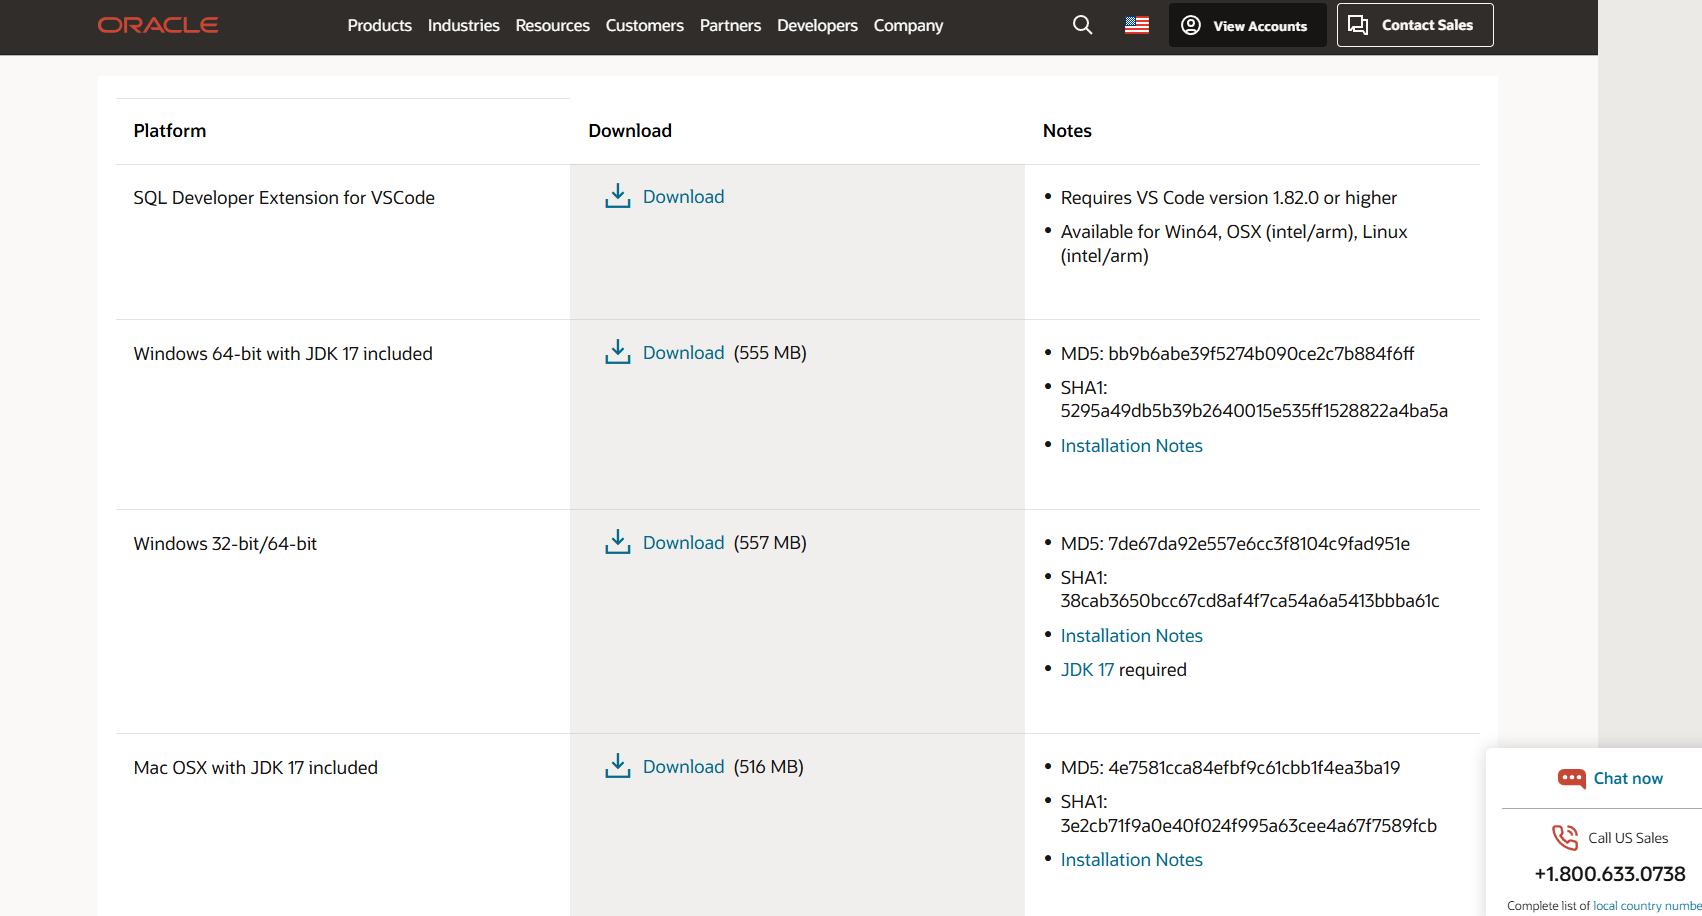 ORACLE
Products Industries Resources Customers Partners Developers Company
View Accounts
Contact Sales
Platform
Download
Notes
SQL Developer Extension for VSCode
Download
• Requires VS Code version 1.82.0 or higher
• Available for Win64, OSX (intel/arm), Linux
(intel/arm)
Windows 64-bit with JDK 17 included
Download (555 MB)
• MD5: bb9b6abe39f5274b090ce2c7b884f6ff
• SHA1:
5295a49db5b39b2640015e535ff1528822a4ba5a
• Installation Notes
Windows 32-bit/64-bit
Download (557 MB)
• MD5: 7de67da92e557e6cc3f8104c9fad951e
• SHA1:
38cab3650bcc67cd8af4f7ca54a6a5413bbba61c
• Installation Notes
• JDK 17 required
Mac OSX with JDK 17 included
Download (516 MB)
• MD5: 4e7581cca84efbf9c61cbb1f4ea3ba19
• SHA1:
3e2cb71f9a0e40f024f995a63cee4a67f7589fcb
• Installation Notes
Chat now
Call US Sales
+1.800.633.0738
Complete list of local country numbe